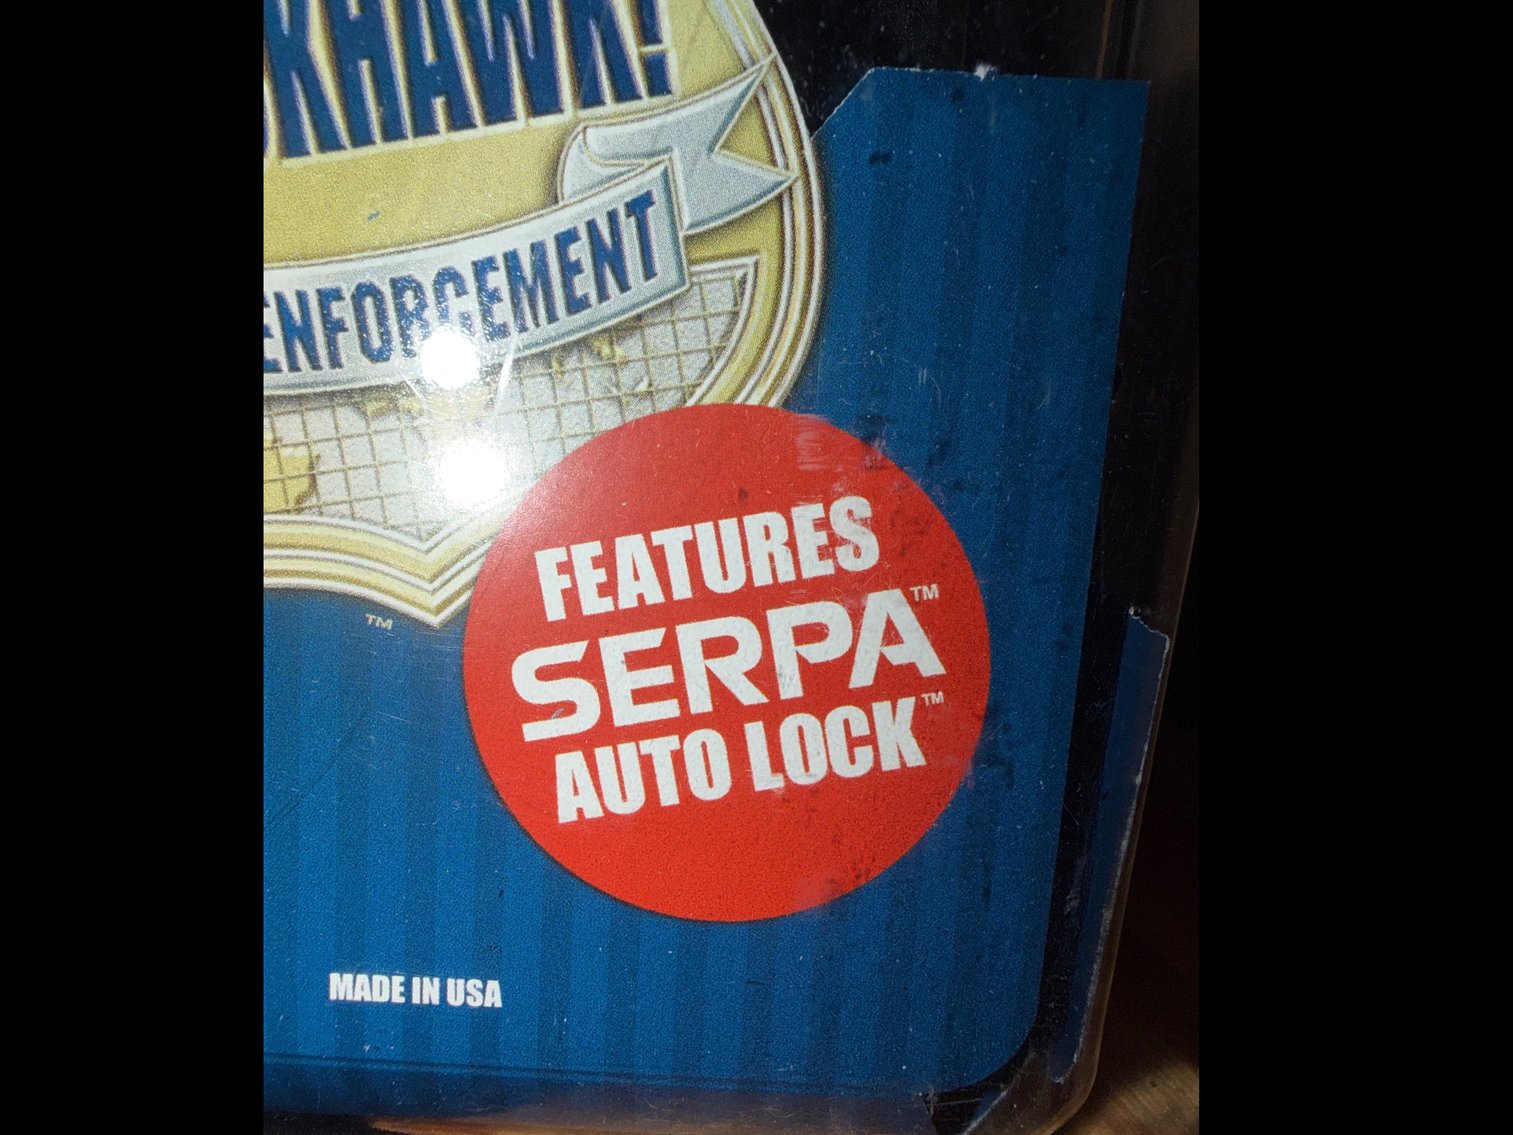 KHAWK!
ENFORCEMENT
TM
FEATURES
SERPA™
AUTO LOCK™
MADE IN USA